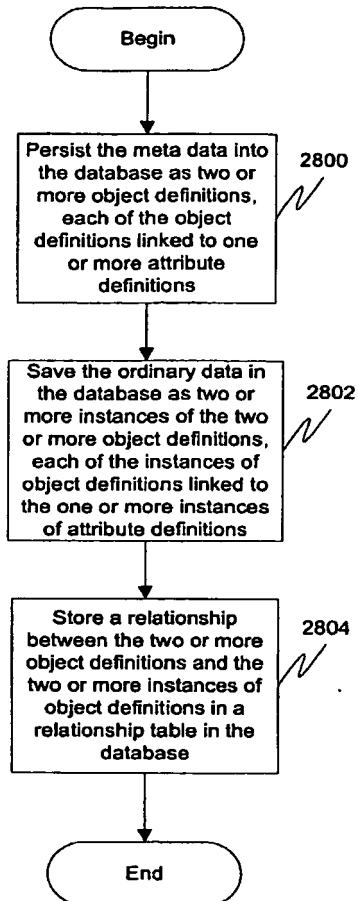 Begin
Persist the meta data into
the database as two or
more object definitions,
each of the object
definitions linked to one
or more attribute
definitions
2800
Save the ordinary data in
the database as two or
more instances of the two
or more object definitions,
each of the instances of
object definitions linked to
the one or more instances
of attribute definitions
2802
Store a relationship
between the two or more
object definitions and the
two or more instances of
object definitions in a
relationship table in the
database
2804
End